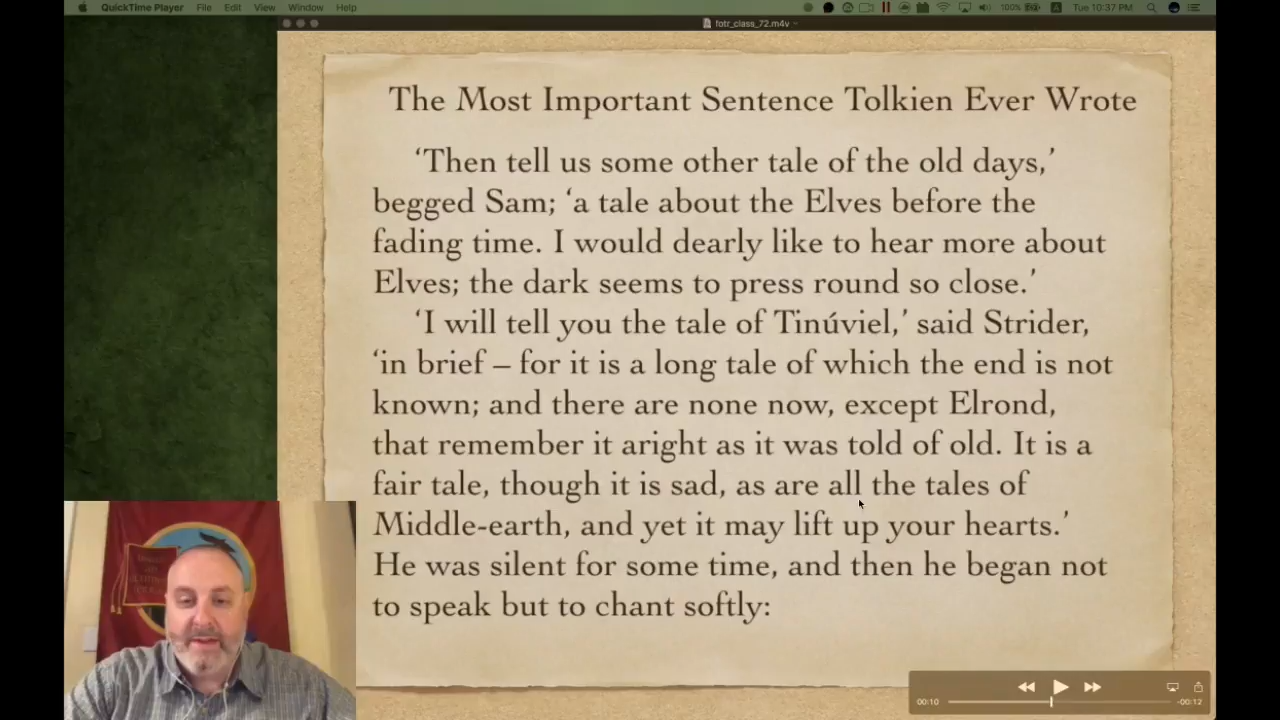 QuickTime Player File Edit View Window Help
100% A Tue 10:37 PM
fotr_class_72.m4v
The Most Important Sentence Tolkien Ever Wrote
‘Then tell us some other tale of the old days,’
begged Sam; ‘a tale about the Elves before the
fading time. I would dearly like to hear more about
Elves; the dark seems to press round so close.’
‘I will tell you the tale of Tinúviel,’ said Strider,
‘in brief – for it is a long tale of which the end is not
known; and there are none now, except Elrond,
that remember it aright as it was told of old. It is a
fair tale, though it is sad, as are all the tales of
Middle-earth, and yet it may lift up your hearts.’
He was silent for some time, and then he began not
to speak but to chant softly:
00:10
-00:12